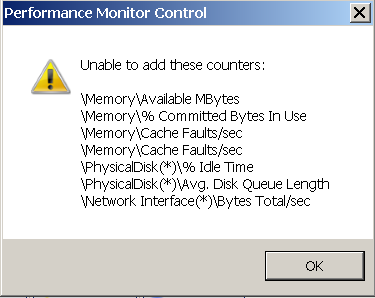 Performance Monitor Control
Unable to add these counters:
\Memory\Available MBytes
\Memory\% Committed Bytes In Use
\Memory\Cache Faults/sec
\Memory\Cache Faults/sec
\PhysicalDisk(*)\% Idle Time
\PhysicalDisk(*)\Avg. Disk Queue Length
\Network Interface(*)\Bytes Total/sec
OK